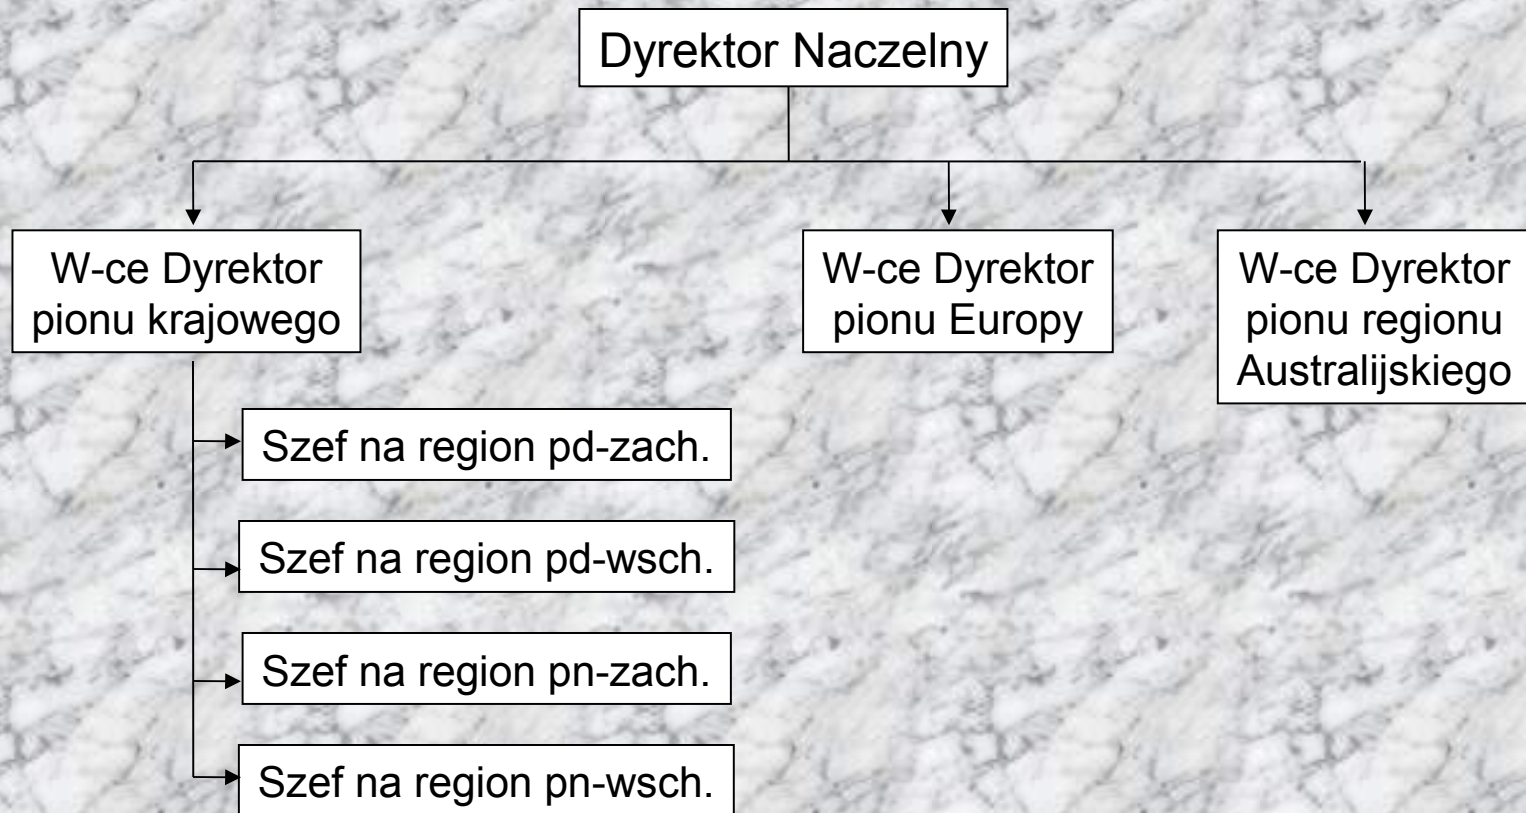 Dyrektor Naczelny
W-ce Dyrektor
pionu krajowego
W-ce Dyrektor
pionu Europy
W-ce Dyrektor
pionu regionu
Australijskiego
Szef na region pd-zach.
Szef na region pd-wsch.
Szef na region pn-zach.
Szef na region pn-wsch.